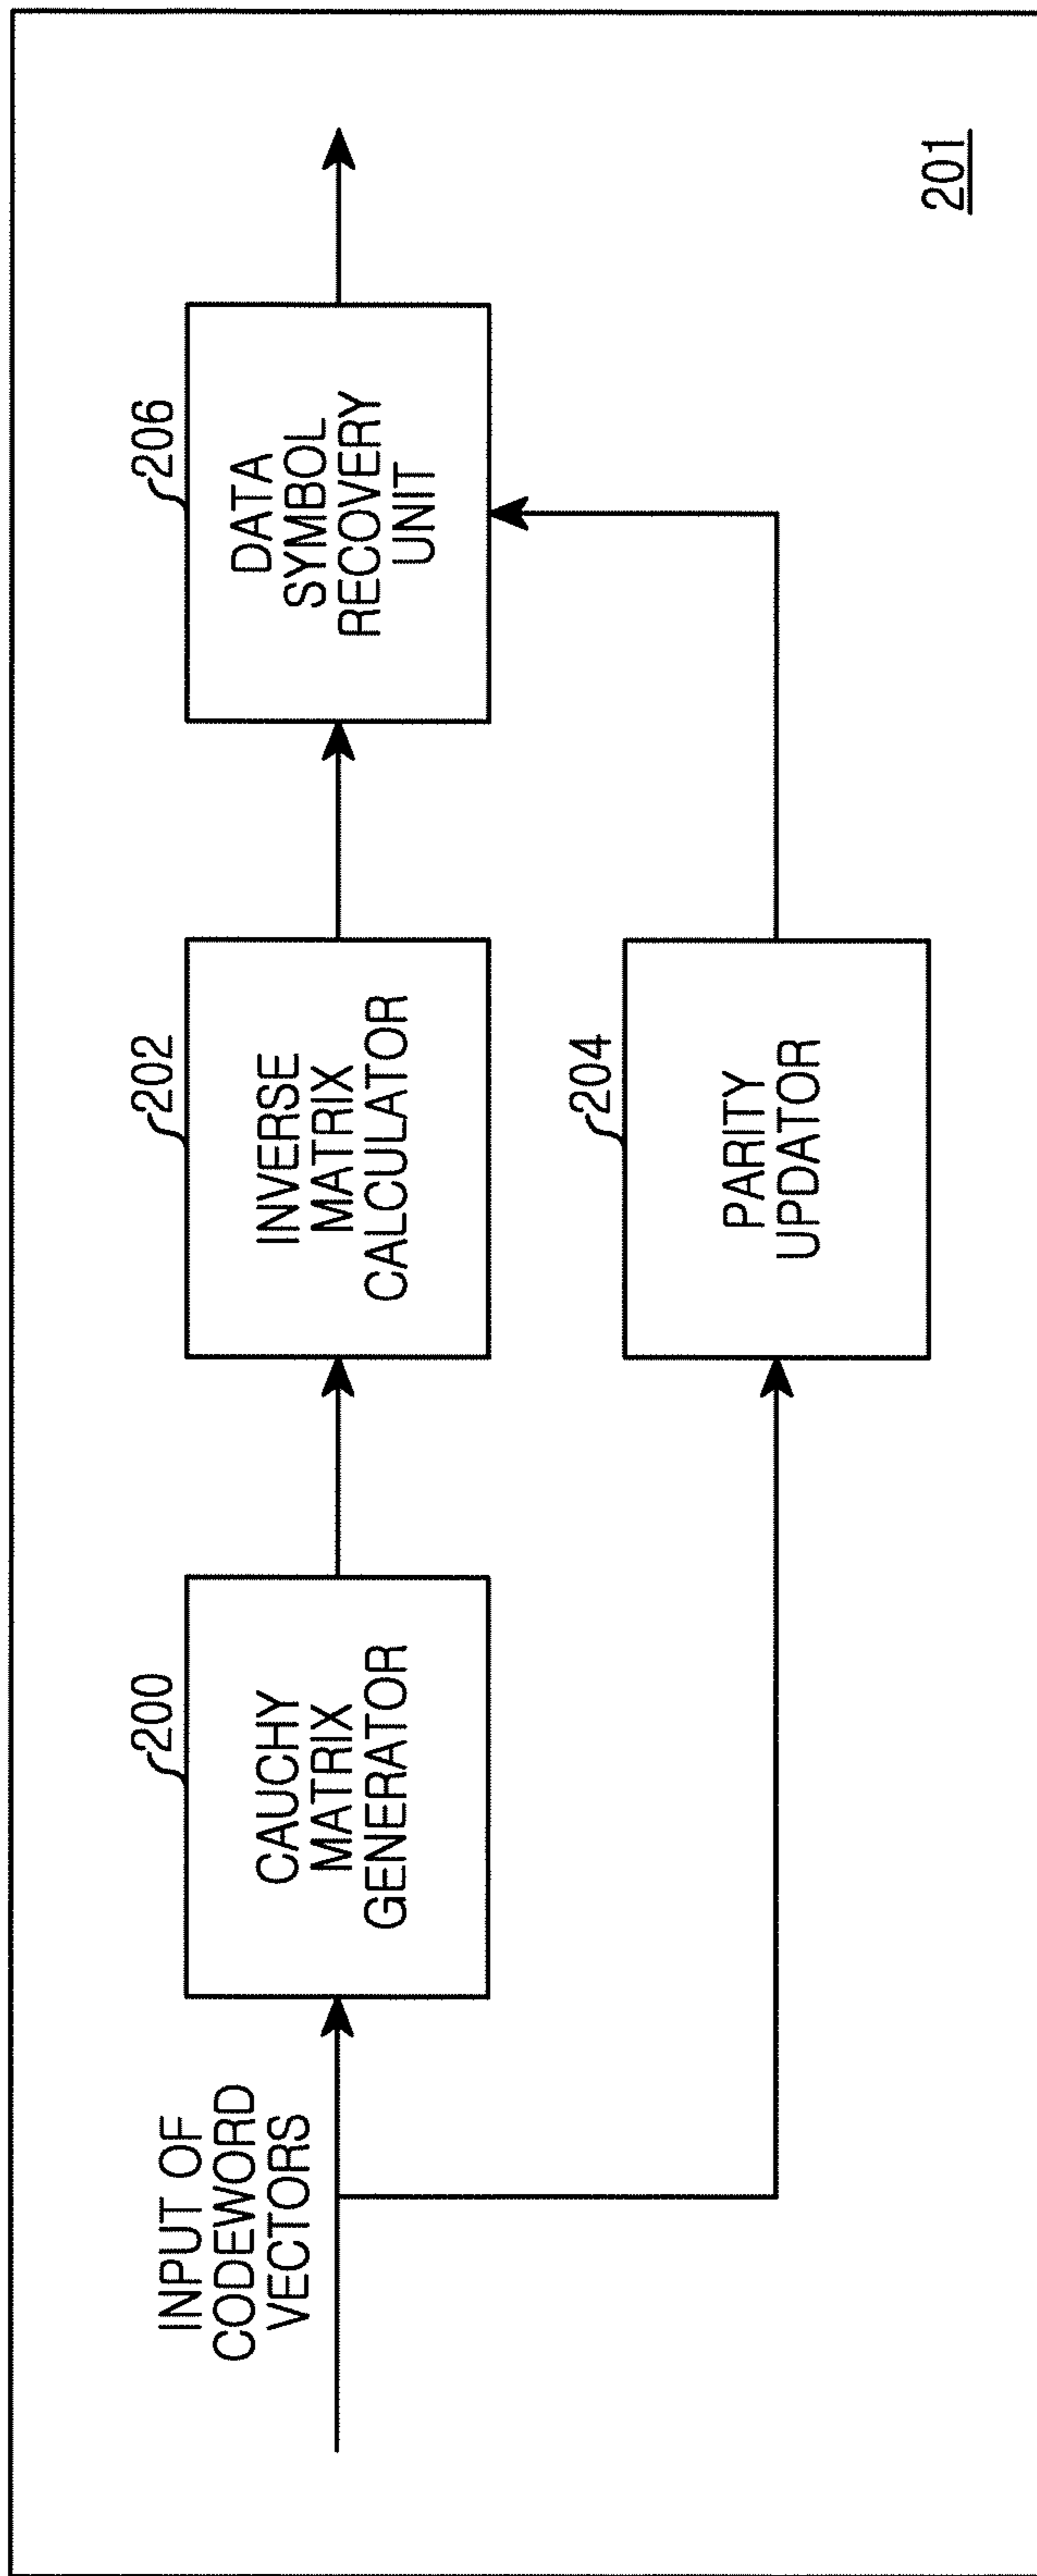 INPUT OF
CODEWORD
VECTORS
200
CAUCHY
MATRIX
GENERATOR
202
INVERSE
MATRIX
CALCULATOR
206
DATA
SYMBOL
RECOVERY
UNIT
204
PARITY
UPDATOR
201